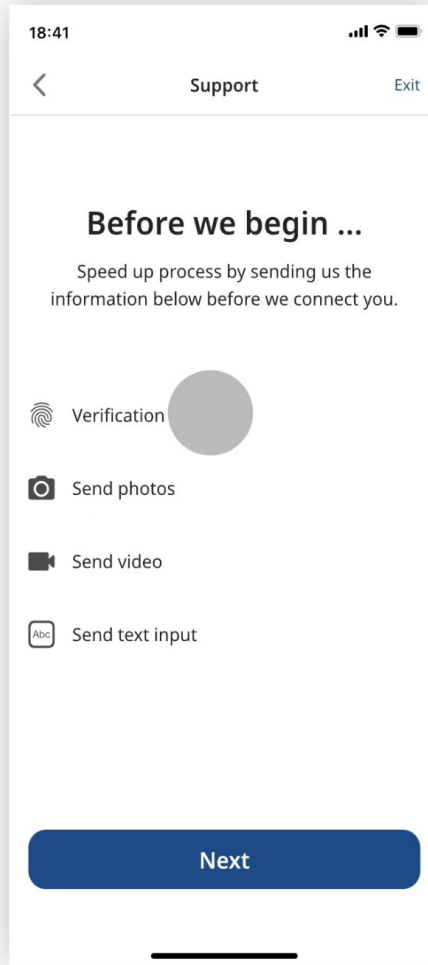 18:41
Support
Exit
Before we begin ...
Speed up process by sending us the
information below before we connect you.
Verification
Send photos
Send video
Abc
Send text input
Next